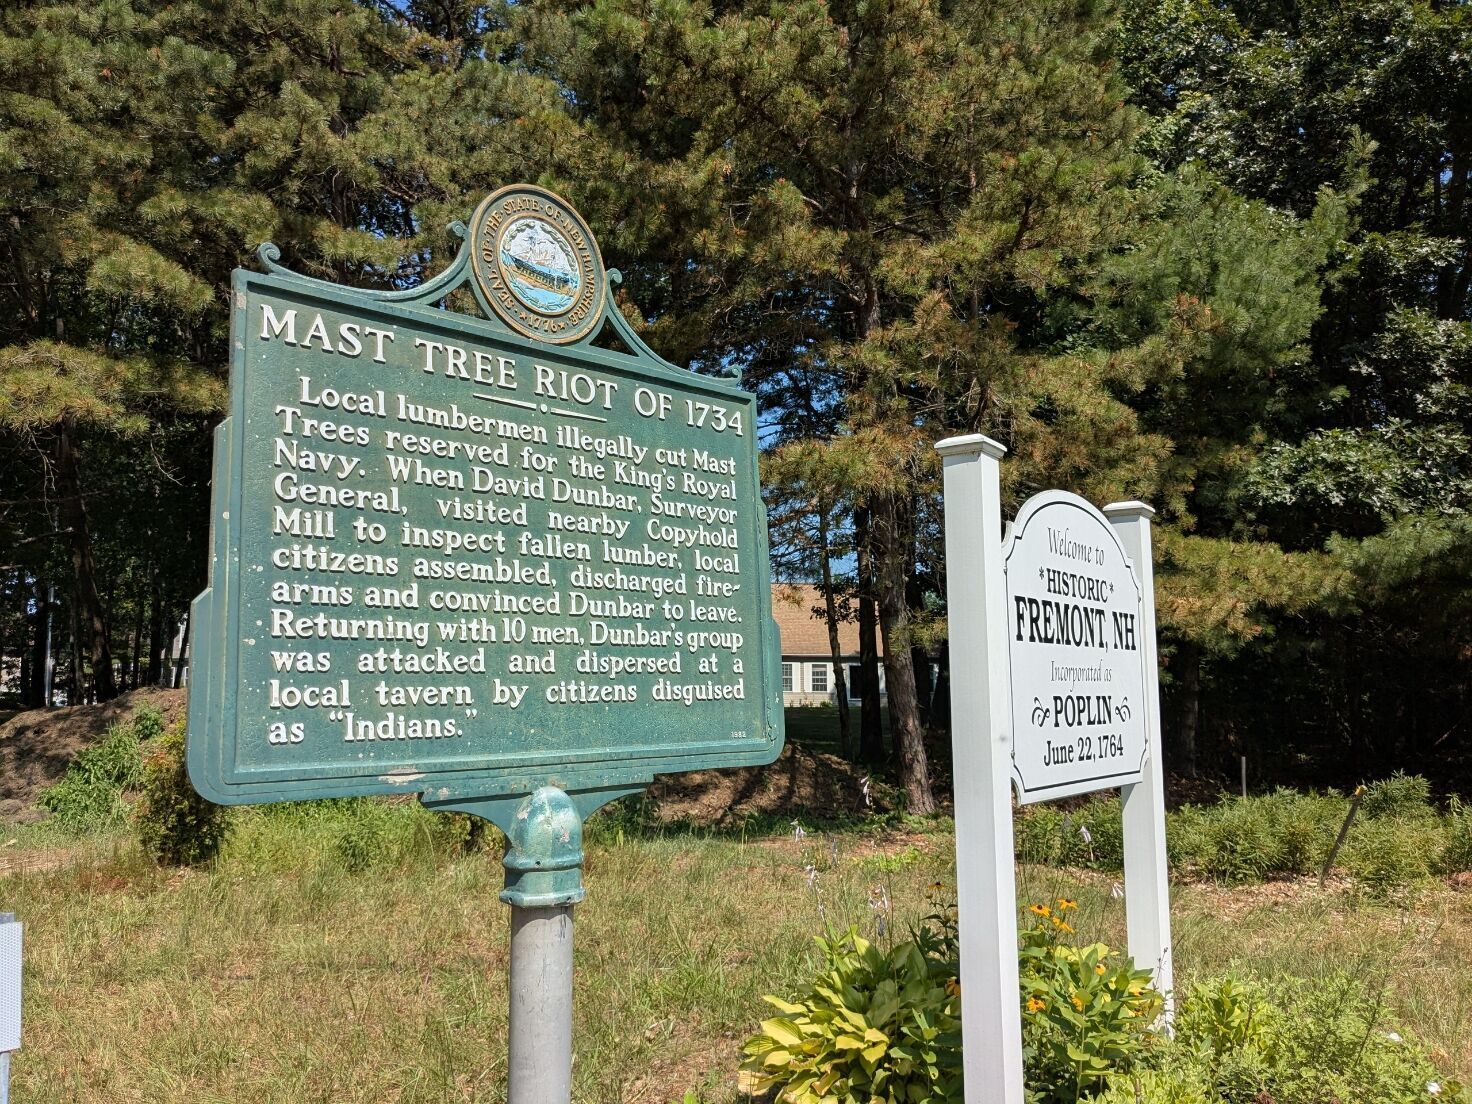 SEAL · OF · THE · STATE · OF · NEW HAMPSHIRE
★ 1776 ★
MAST TREE RIOT OF 1734
Local lumbermen illegally cut Mast
Trees reserved for the King's Royal
Navy. When David Dunbar, Surveyor
General, visited nearby Copyhold
Mill to inspect fallen lumber, local
citizens assembled, discharged fire-
arms and convinced Dunbar to leave.
Returning with 10 men, Dunbar's group
was attacked and dispersed at a
local tavern by citizens disguised
as "Indians."
1982
Welcome to
*HISTORIC*
FREMONT, NH
Incorporated as
POPLIN
June 22, 1764